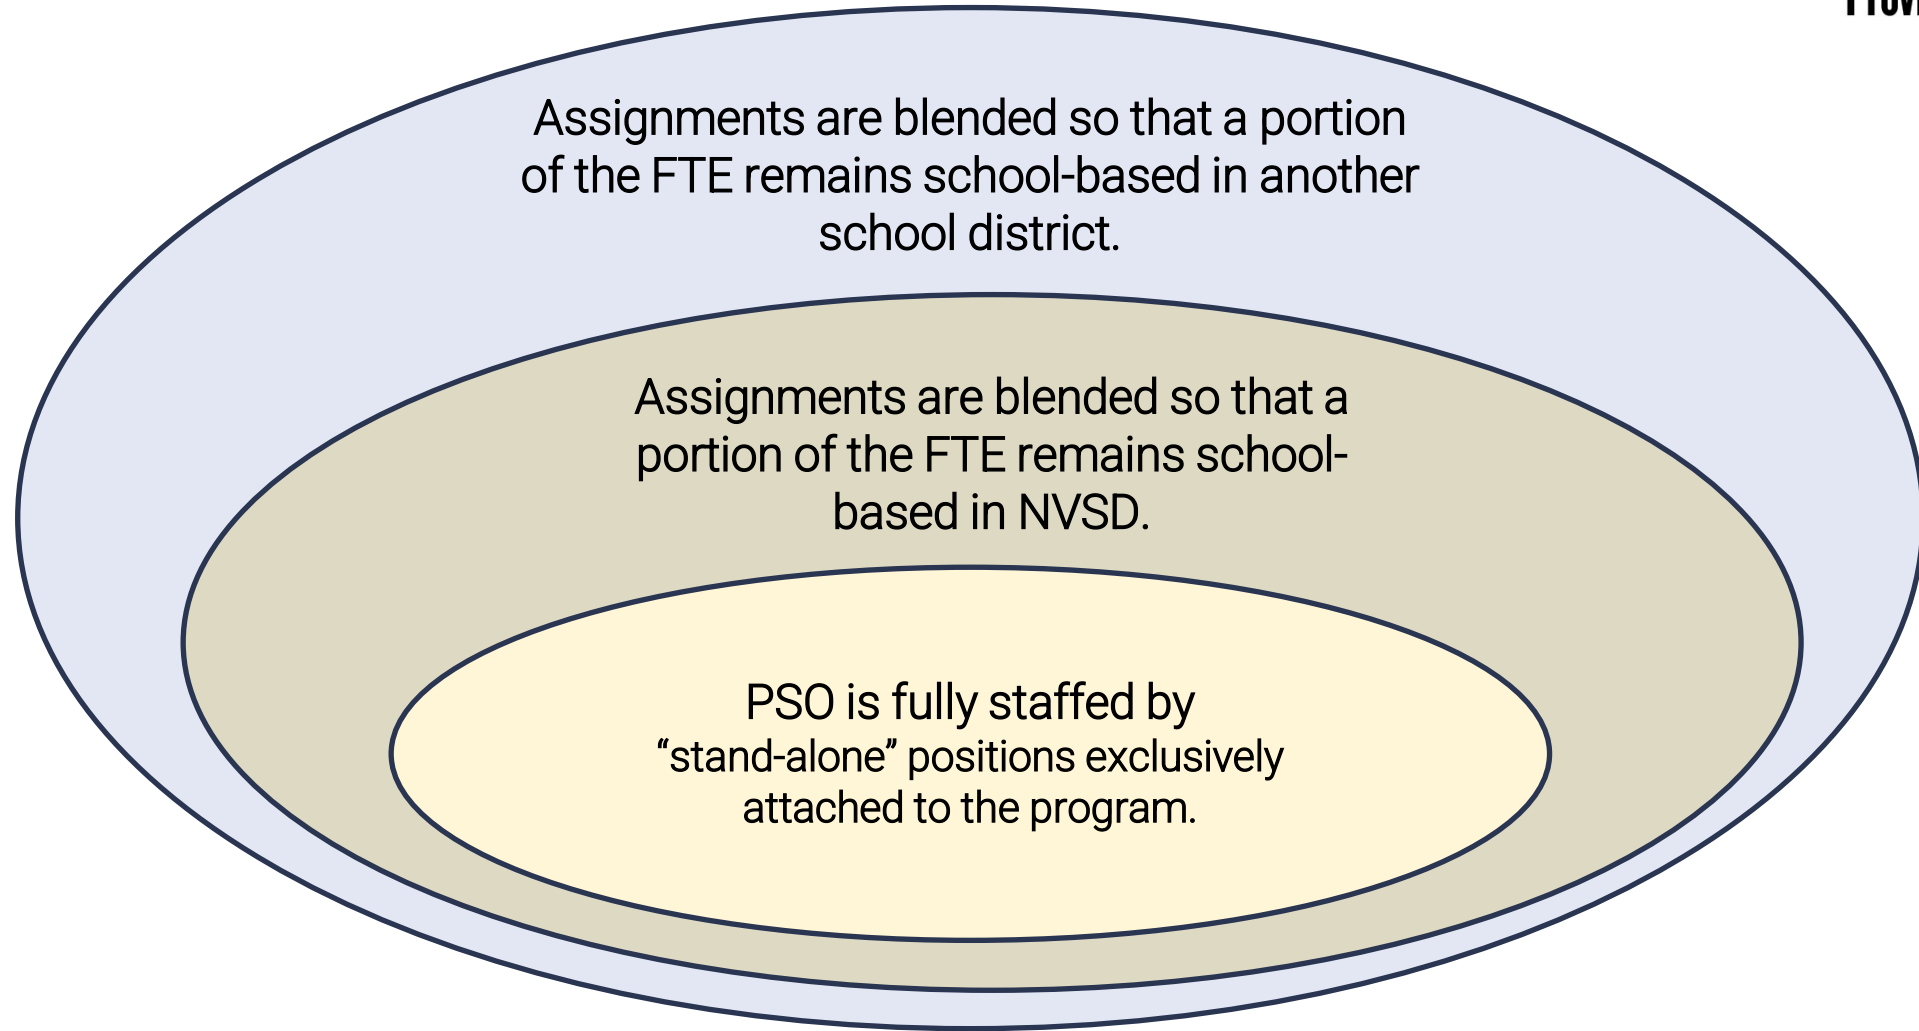 Assignments are blended so that a portion
of the FTE remains school-based in another
school district.
Assignments are blended so that a
portion of the FTE remains school-
based in NVSD.
PSO is fully staffed by
“stand-alone” positions exclusively
attached to the program.